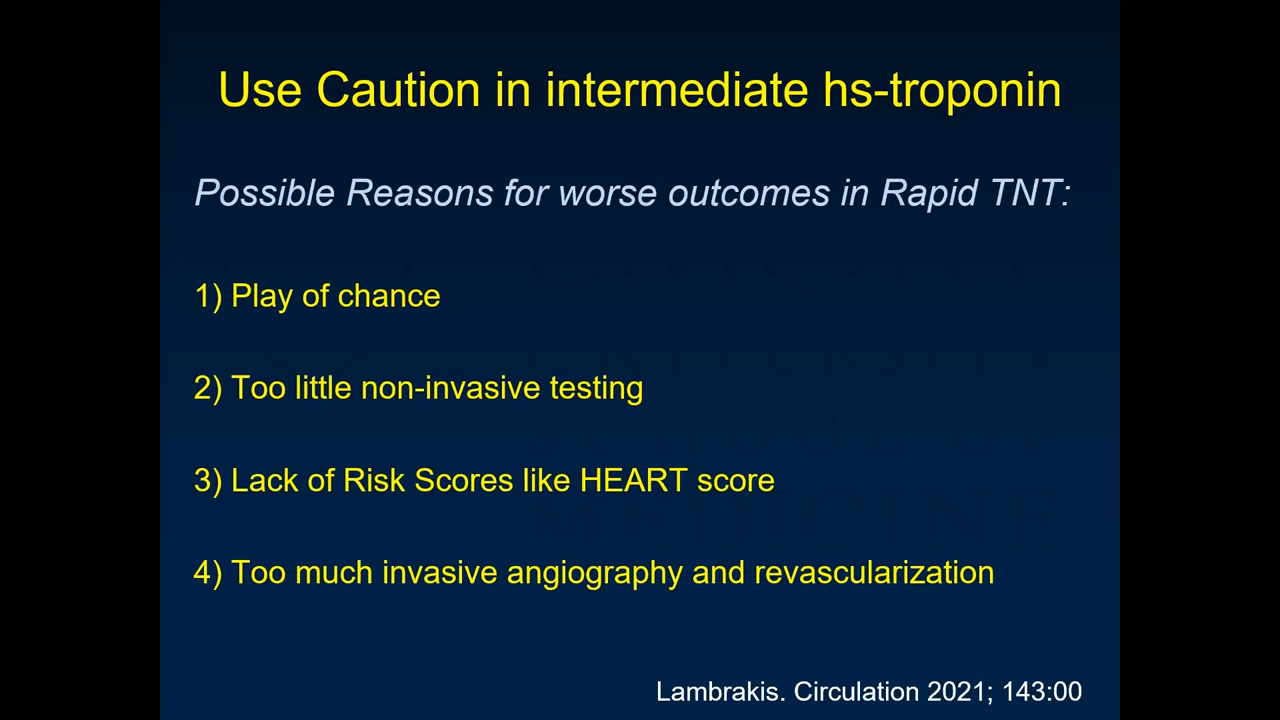 Use Caution in intermediate hs-troponin
Possible Reasons for worse outcomes in Rapid TNT:
1) Play of chance
2) Too little non-invasive testing
3) Lack of Risk Scores like HEART score
4) Too much invasive angiography and revascularization
Lambrakis. Circulation 2021; 143:00